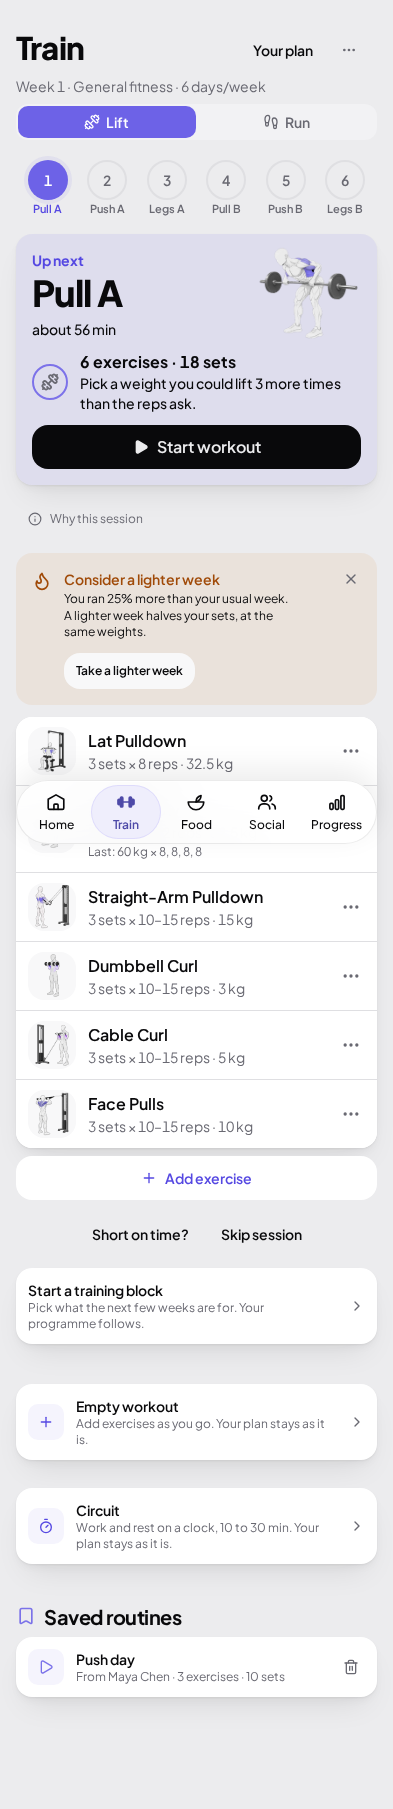 Train
Your plan
Week 1 · General fitness · 6 days/week
Lift
Run
1
2
3
4
5
6
Pull A
Push A
Legs A
Pull B
Push B
Legs B
Up next
Pull A
about 56 min
6 exercises · 18 sets
Pick a weight you could lift 3 more times
than the reps ask.
Start workout
Why this session
Consider a lighter week
You ran 25% more than your usual week.
A lighter week halves your sets, at the
same weights.
Take a lighter week
Lat Pulldown
3 sets × 8 reps · 32.5 kg
Home
Train
Food
Social
Progress
Last: 60 kg × 8, 8, 8, 8
Straight-Arm Pulldown
3 sets × 10–15 reps · 15 kg
Dumbbell Curl
3 sets × 10–15 reps · 3 kg
Cable Curl
3 sets × 10–15 reps · 5 kg
Face Pulls
3 sets × 10–15 reps · 10 kg
Add exercise
Short on time?
Skip session
Start a training block
Pick what the next few weeks are for. Your
programme follows.
Empty workout
Add exercises as you go. Your plan stays as it
is.
Circuit
Work and rest on a clock, 10 to 30 min. Your
plan stays as it is.
Saved routines
Push day
From Maya Chen · 3 exercises · 10 sets